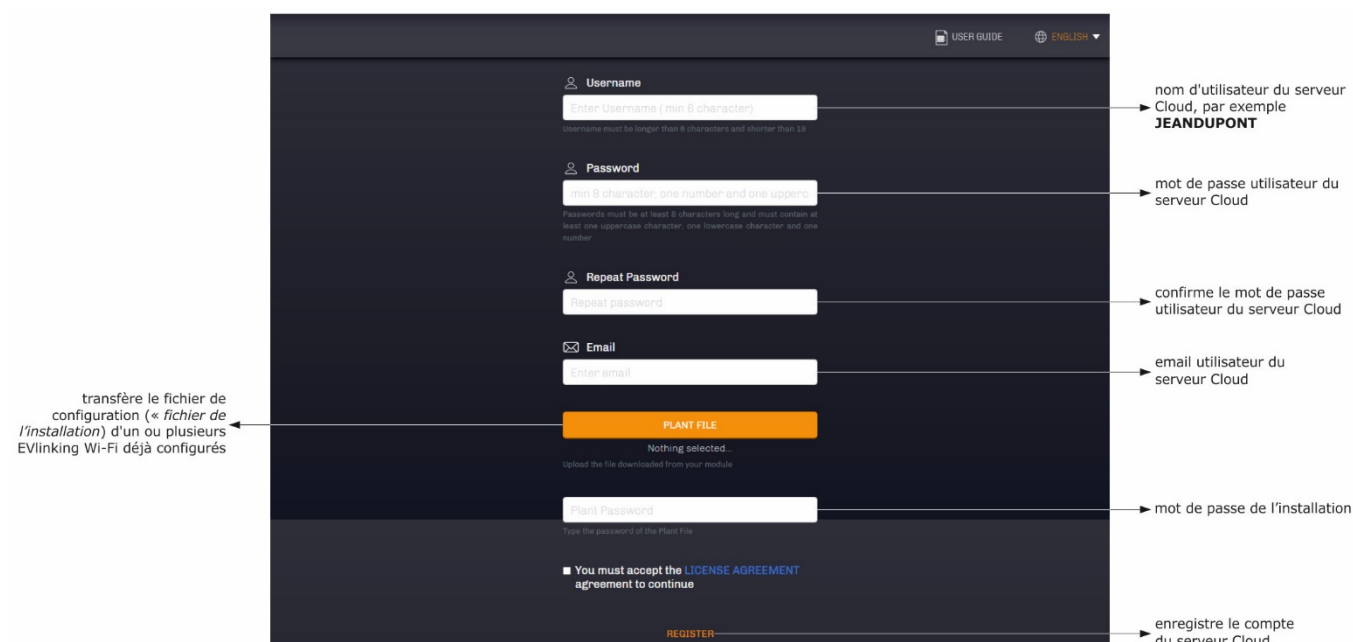 USER GUIDE
ENGLISH
Username
Enter Username ( min 6 character)
Username must be longer than 6 characters and shorter than 19
nom d'utilisateur du serveur
Cloud, par exemple
JEANDUPONT
Password
min 8 character, one number and one upperc
Passwords must be at least 8 characters long and must contain at
least one uppercase character, one lowercase character and one
number
mot de passe utilisateur du
serveur Cloud
Repeat Password
Repeat password
confirme le mot de passe
utilisateur du serveur Cloud
Email
Enter email
email utilisateur du
serveur Cloud
transfère le fichier de
configuration (« fichier de
l'installation) d'un ou plusieurs
EVlinking Wi-Fi déjà configurés
PLANT FILE
Nothing selected...
Upload the file downloaded from your module
Plant Password
Type the password of the Plant File
mot de passe de l'installation
You must accept the LICENSE AGREEMENT
agreement to continue
REGISTER
enregistre le compte
du serveur Cloud